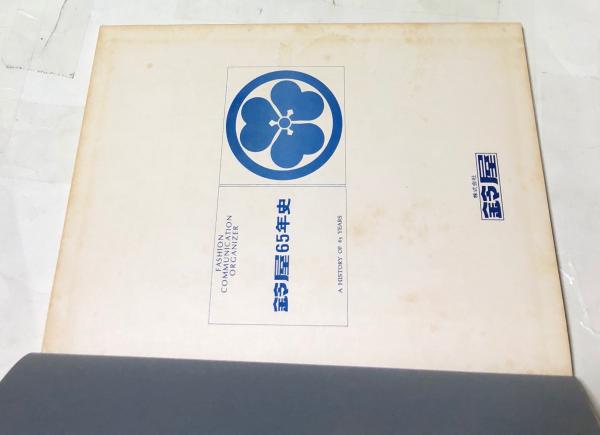 FASHION
COMMUNICATION
ORGANIZER
鈴屋65年史
A HISTORY OF 65 YEARS
株式会社
鈴屋